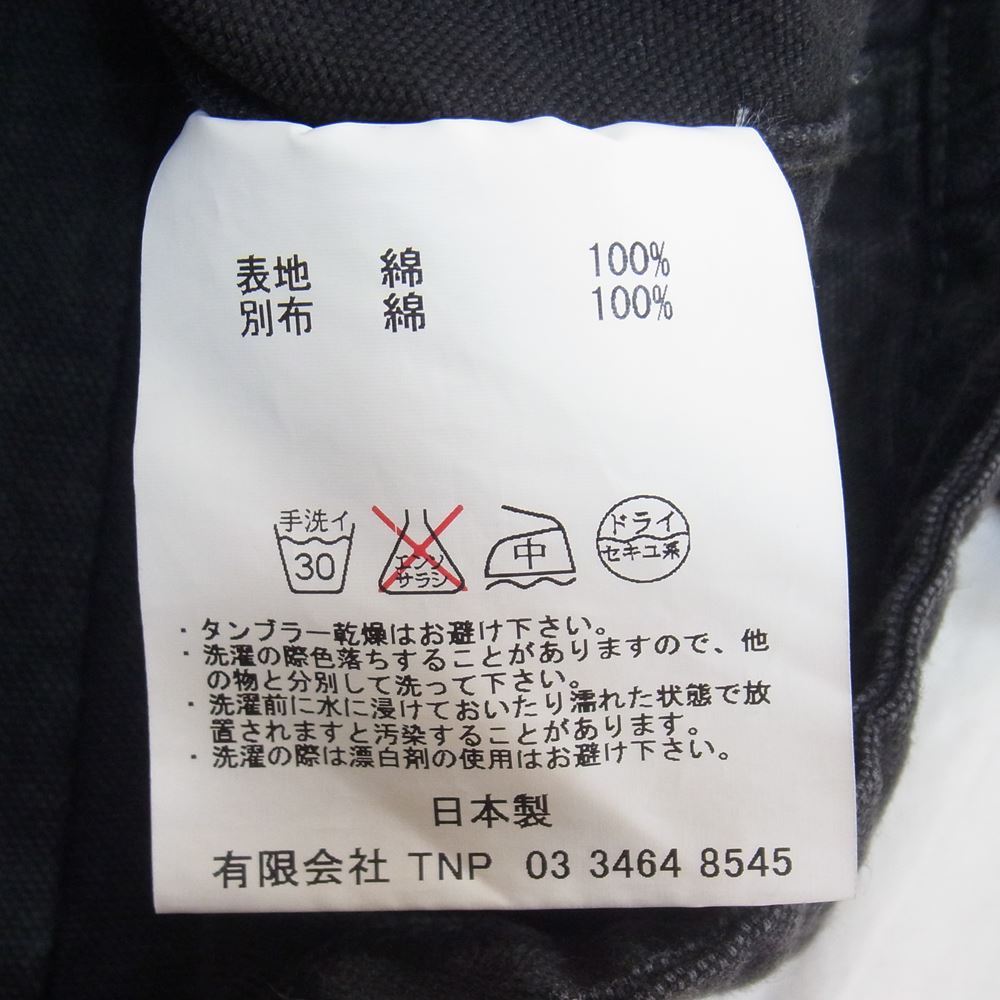 表地 綿 100%
別布 綿 100%
手洗イ 30 エンソサラシ 中 ドライ セキユ系
・タンブラー乾燥はお避け下さい。
・洗濯の際色落ちすることがありますので、他
の物と分別して洗って下さい。
・洗濯前に水に浸けておいたり濡れた状態で放
置されますと汚染することがあります。
・洗濯の際は漂白剤の使用はお避け下さい。
日本製
有限会社 TNP 03 3464 8545